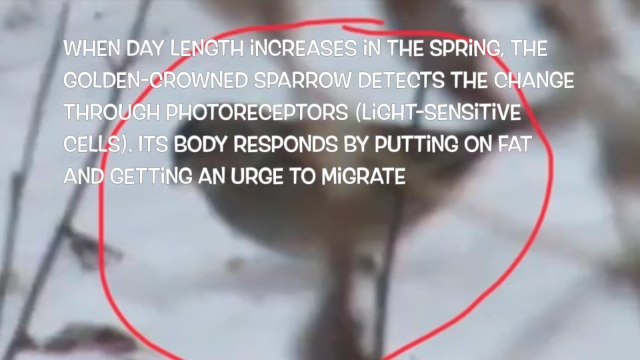 WHEN DAY LENGTH INCREASES IN THE SPRING, THE
GOLDEN-CROWNED SPARROW DETECTS THE CHANGE
THROUGH PHOTORECEPTORS (LIGHT-SENSITIVE
CELLS). ITS BODY RESPONDS BY PUTTING ON FAT
AND GETTING AN URGE TO MIGRATE